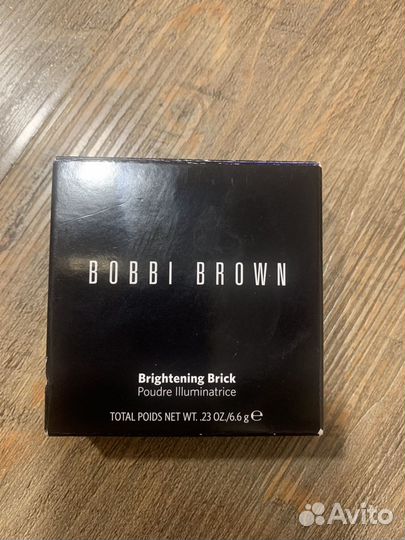 BOBBI BROWN
Brightening Brick
Poudre Illuminatrice
TOTAL POIDS NET WT. .23 OZ./6.6 g ℮
Avito